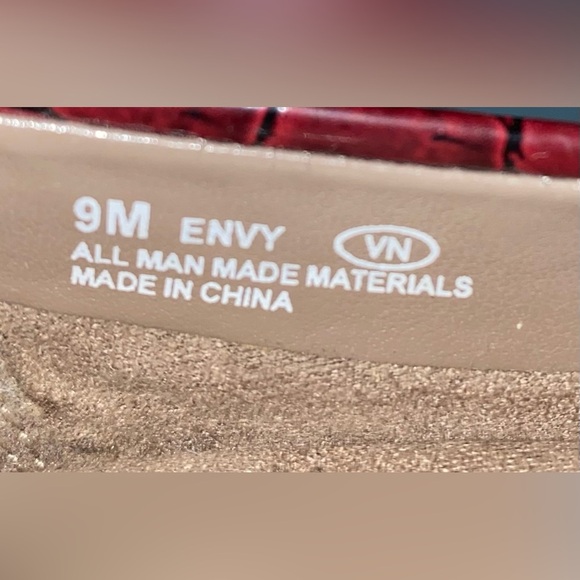 9M ENVY VN
ALL MAN MADE MATERIALS
MADE IN CHINA